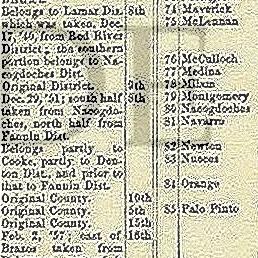 Belongs to Lamar Dis. 8th 74 Maverick
which was taken, Dec. 75 McLennan
17, '40, from Red River
District; the southern
portion belongs to Na-
cogdoches Dist. 76 McCulloch
77 Medina
Original District. 9th 78 Milam
Dec. 29, '51; south half 8th 79 Montgomery
taken from Nacogdo- 80 Nacogdoches
ches, north half from 81 Navarro
Fannin Dist.
Belongs partly to 82 Newton
Cooke, partly to Den- 83 Nueces
ton Dist., and prior to
that to Fannin Dist. 84 Orange
Original County. 10th
Original County. 5th 85 Palo Pinto
Original County. 15th
Feb. 2, '57, east of 16th
Brazos taken from